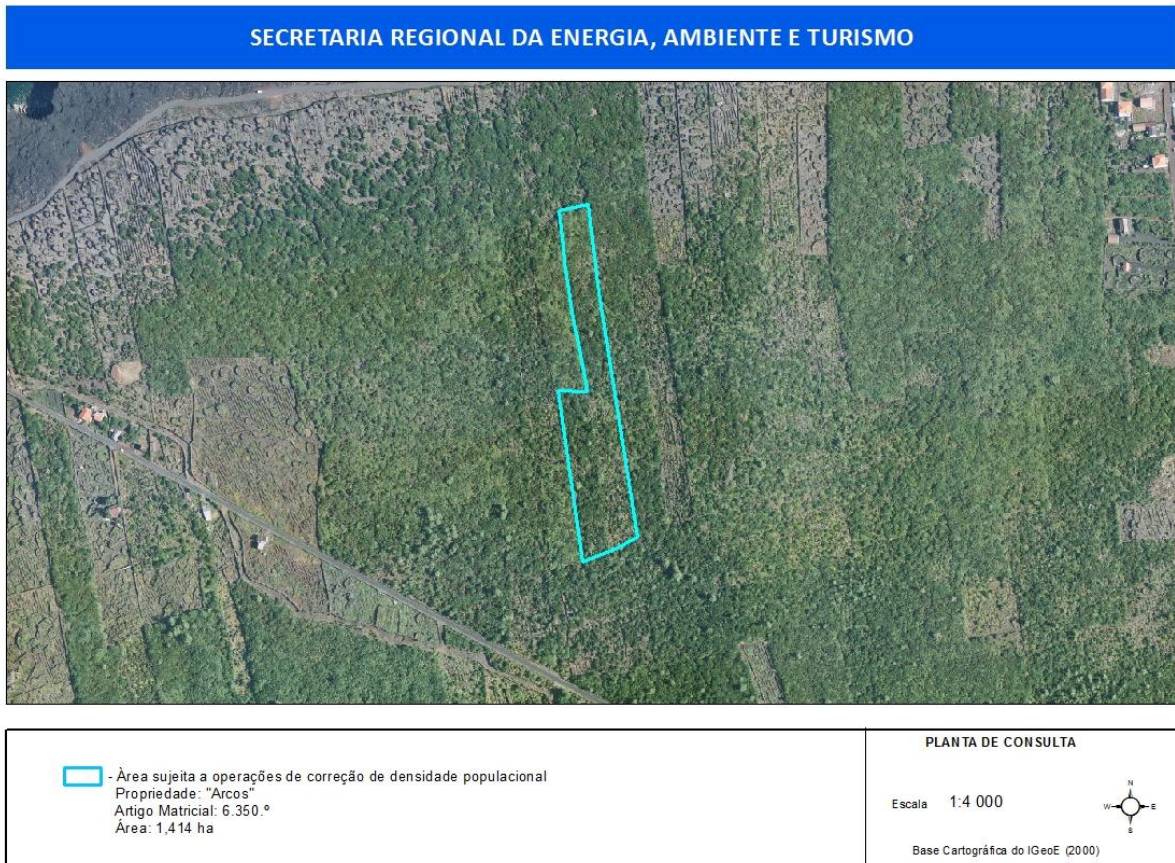 SECRETARIA REGIONAL DA ENERGIA, AMBIENTE E TURISMO
- Àrea sujeita a operações de correção de densidade populacional
Propriedade: "Arcos"
Artigo Matricial: 6.350.º
Área: 1,414 ha
PLANTA DE CONSULTA
Escala 1:4 000
N
W E
S
Base Cartográfica do IGeoE (2000)